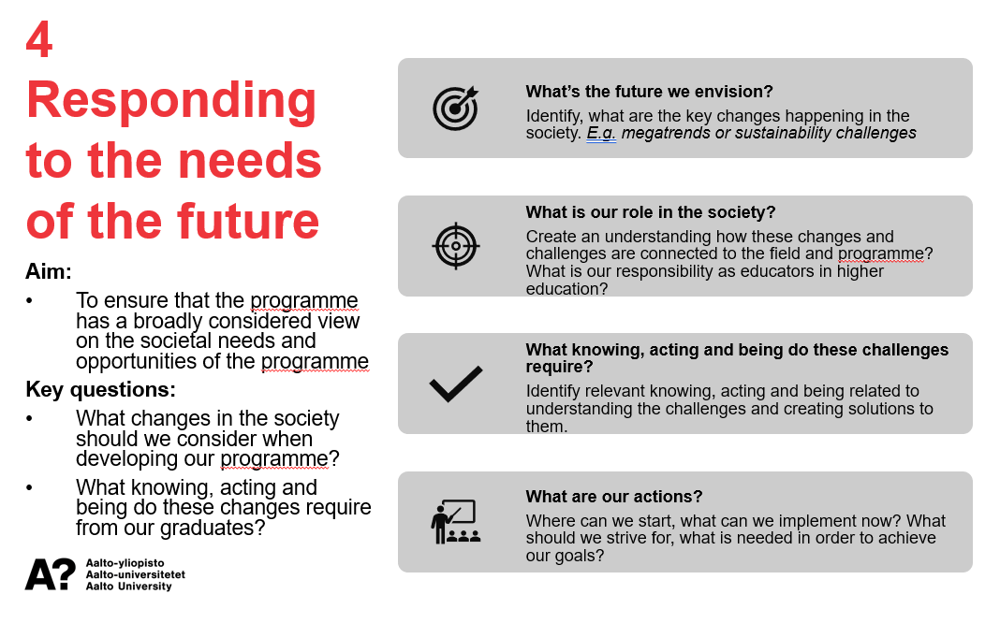 4
Responding
to the needs
of the future
Aim:
• To ensure that the programme
has a broadly considered view
on the societal needs and
opportunities of the programme
Key questions:
• What changes in the society
should we consider when
developing our programme?
• What knowing, acting and
being do these changes require
from our graduates?
A?
Aalto-yliopisto
Aalto-universitetet
Aalto University
What's the future we envision?
Identify, what are the key changes happening in the
society. E.g. megatrends or sustainability challenges
What is our role in the society?
Create an understanding how these changes and
challenges are connected to the field and programme?
What is our responsibility as educators in higher
education?
What knowing, acting and being do these challenges
require?
Identify relevant knowing, acting and being related to
understanding the challenges and creating solutions to
them.
What are our actions?
Where can we start, what can we implement now? What
should we strive for, what is needed in order to achieve
our goals?